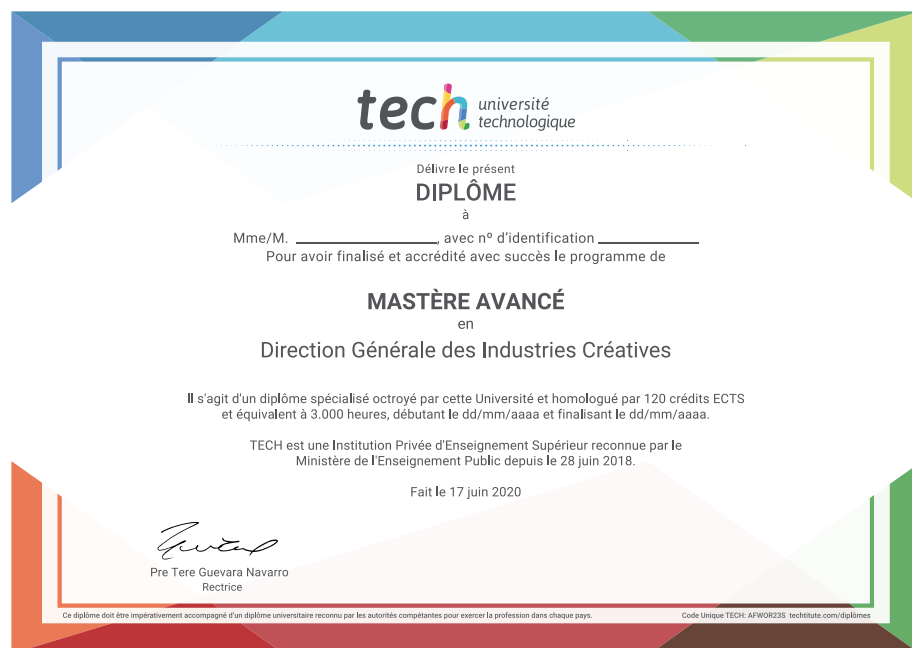 tech université
technologique
Délivre le présent
DIPLÔME
à
Mme/M. , avec nº d'identification
Pour avoir finalisé et accrédité avec succès le programme de
MASTÈRE AVANCÉ
en
Direction Générale des Industries Créatives
Il s'agit d'un diplôme spécialisé octroyé par cette Université et homologué par 120 crédits ECTS
et équivalent à 3.000 heures, débutant le dd/mm/aaaa et finalisant le dd/mm/aaaa.
TECH est une Institution Privée d'Enseignement Supérieur reconnue par le
Ministère de l'Enseignement Public depuis le 28 juin 2018.
Fait le 17 juin 2020
Pre Tere Guevara Navarro
Rectrice
Ce diplôme doit être impérativement accompagné d'un diplôme universitaire reconnu par les autorités compétentes pour exercer la profession dans chaque pays.
Code Unique TECH: AFWOR23S techtitute.com/diplômes